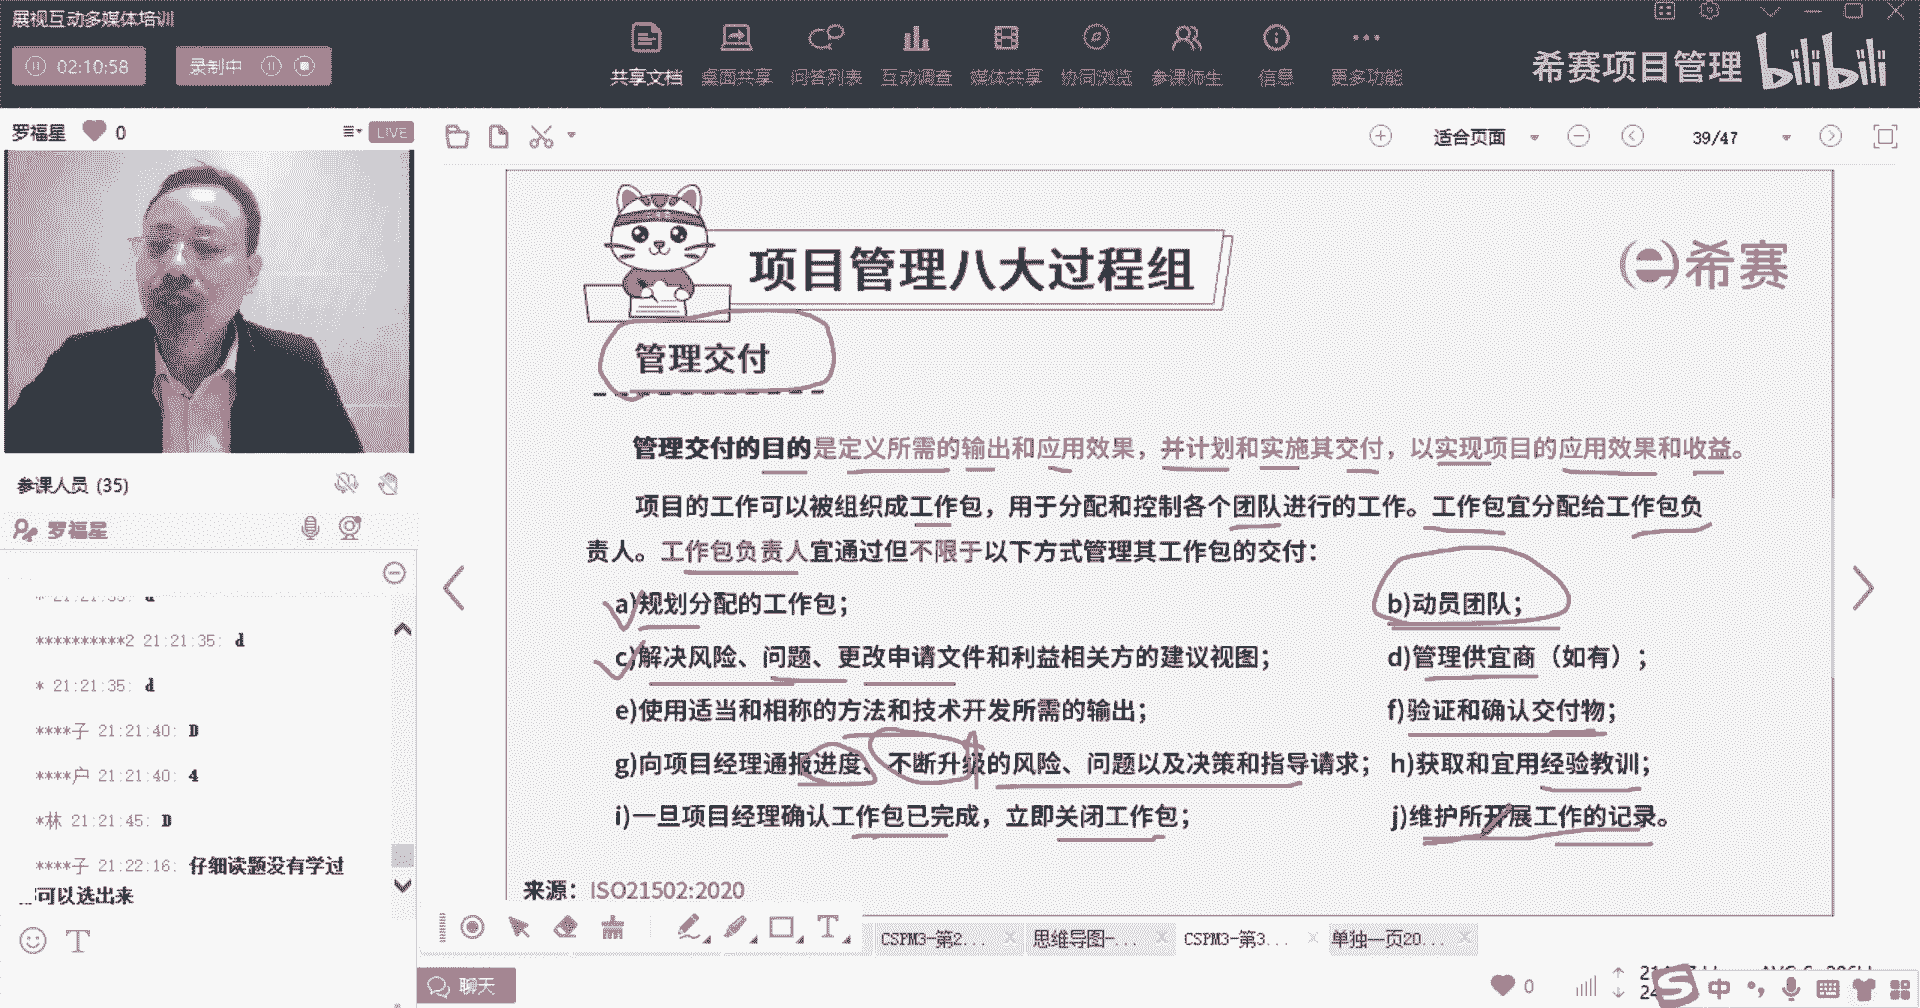 展视互动多媒体培训
02:10:58
录制中
共享文档 桌面共享 问答列表 互动调查 媒体共享 协同浏览 参课师生 信息 更多功能
希赛项目管理 bilibili
罗福星 0 LIVE
适合页面 39/47
希赛
项目管理八大过程组
管理交付
管理交付的目的是定义所需的输出和应用效果，并计划和实施其交付，以实现项目的应用效果和收益。
项目的工作可以被组织成工作包，用于分配和控制各个团队进行的工作。工作包宜分配给工作包负
责人。工作包负责人宜通过但不限于以下方式管理其工作包的交付：
a)规划分配的工作包； b)动员团队；
c)解决风险、问题、更改申请文件和利益相关方的建议视图； d)管理供宜商（如有）；
e)使用适当和相称的方法和技术开发所需的输出； f)验证和确认交付物；
g)向项目经理通报进度、不断升级的风险、问题以及决策和指导请求； h)获取和宜用经验教训；
i)一旦项目经理确认工作包已完成，立即关闭工作包； j)维护所开展工作的记录。
来源：ISO21502:2020
参课人员 (35)
罗福星
**********2 21:21:35: d
* 21:21:35: d
****子 21:21:40: D
****户 21:21:40: 4
*林 21:21:45: D
****子 21:22:16: 仔细读题没有学过
可以选出来
T
CSPM3-第2... 思维导图-... CSPM3-第3... 单独一页20...
聊天
0
中